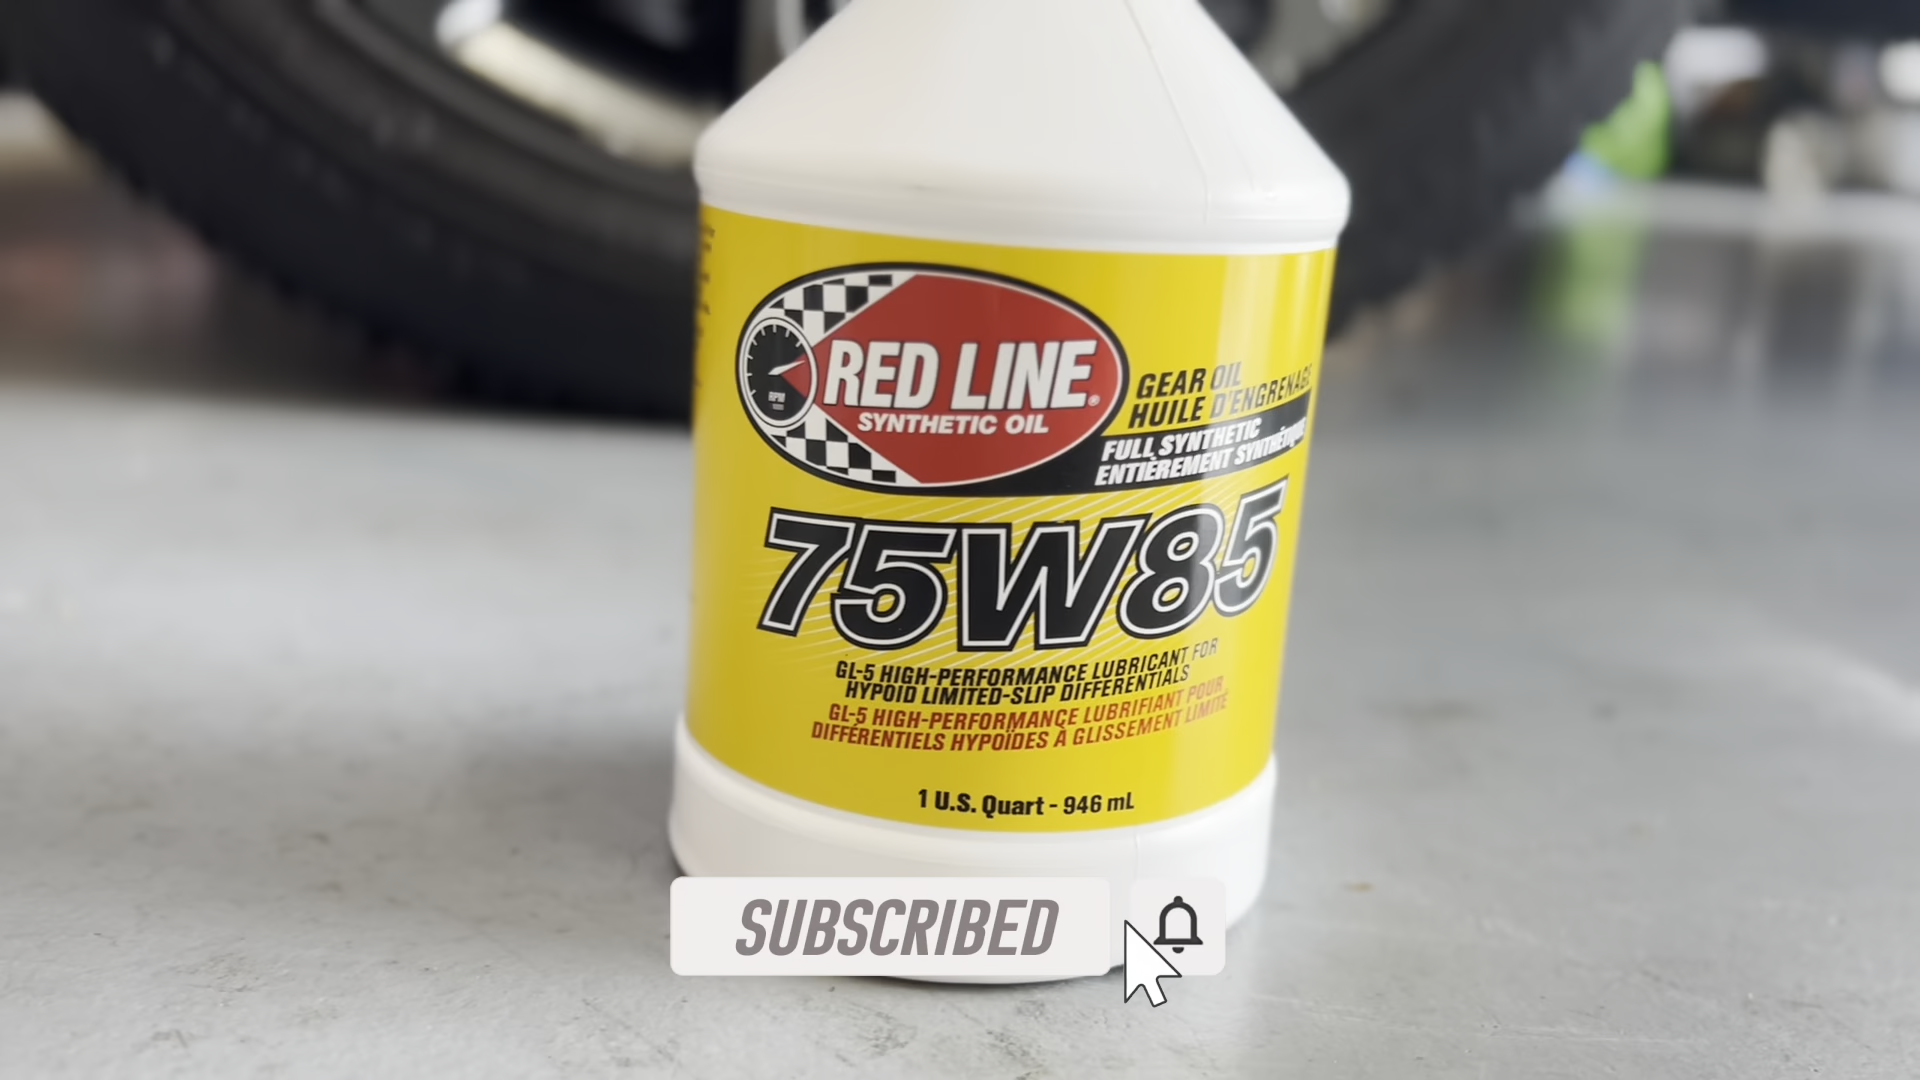 RED LINE®
SYNTHETIC OIL
RPM
GEAR OIL
HUILE D'ENGRENAGE
FULL SYNTHETIC
ENTIÈREMENT SYNTHÉTIQUE
75W85
GL-5 HIGH-PERFORMANCE LUBRICANT FOR
HYPOID LIMITED-SLIP DIFFERENTIALS
GL-5 HIGH-PERFORMANCE LUBRIFIANT POUR
DIFFÉRENTIELS HYPOÏDES À GLISSEMENT LIMITÉ
1 U.S. Quart - 946 mL
SUBSCRIBED